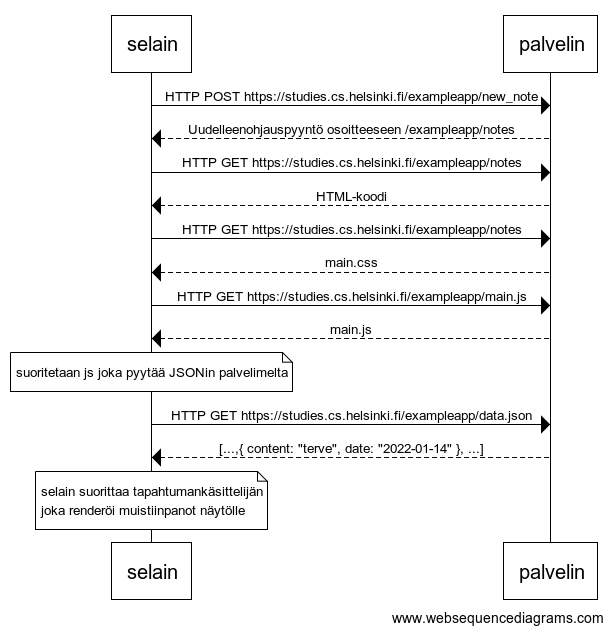 selain palvelin
HTTP POST https://studies.cs.helsinki.fi/exampleapp/new_note
Uudelleenohjauspyyntö osoitteeseen /exampleapp/notes
HTTP GET https://studies.cs.helsinki.fi/exampleapp/notes
HTML-koodi
HTTP GET https://studies.cs.helsinki.fi/exampleapp/notes
main.css
HTTP GET https://studies.cs.helsinki.fi/exampleapp/main.js
main.js
suoritetaan js joka pyytää JSONin palvelimelta
HTTP GET https://studies.cs.helsinki.fi/exampleapp/data.json
[...,{ content: "terve", date: "2022-01-14" }, ...]
selain suorittaa tapahtumankäsittelijän
joka renderöi muistiinpanot näytölle
selain palvelin
www.websequencediagrams.com